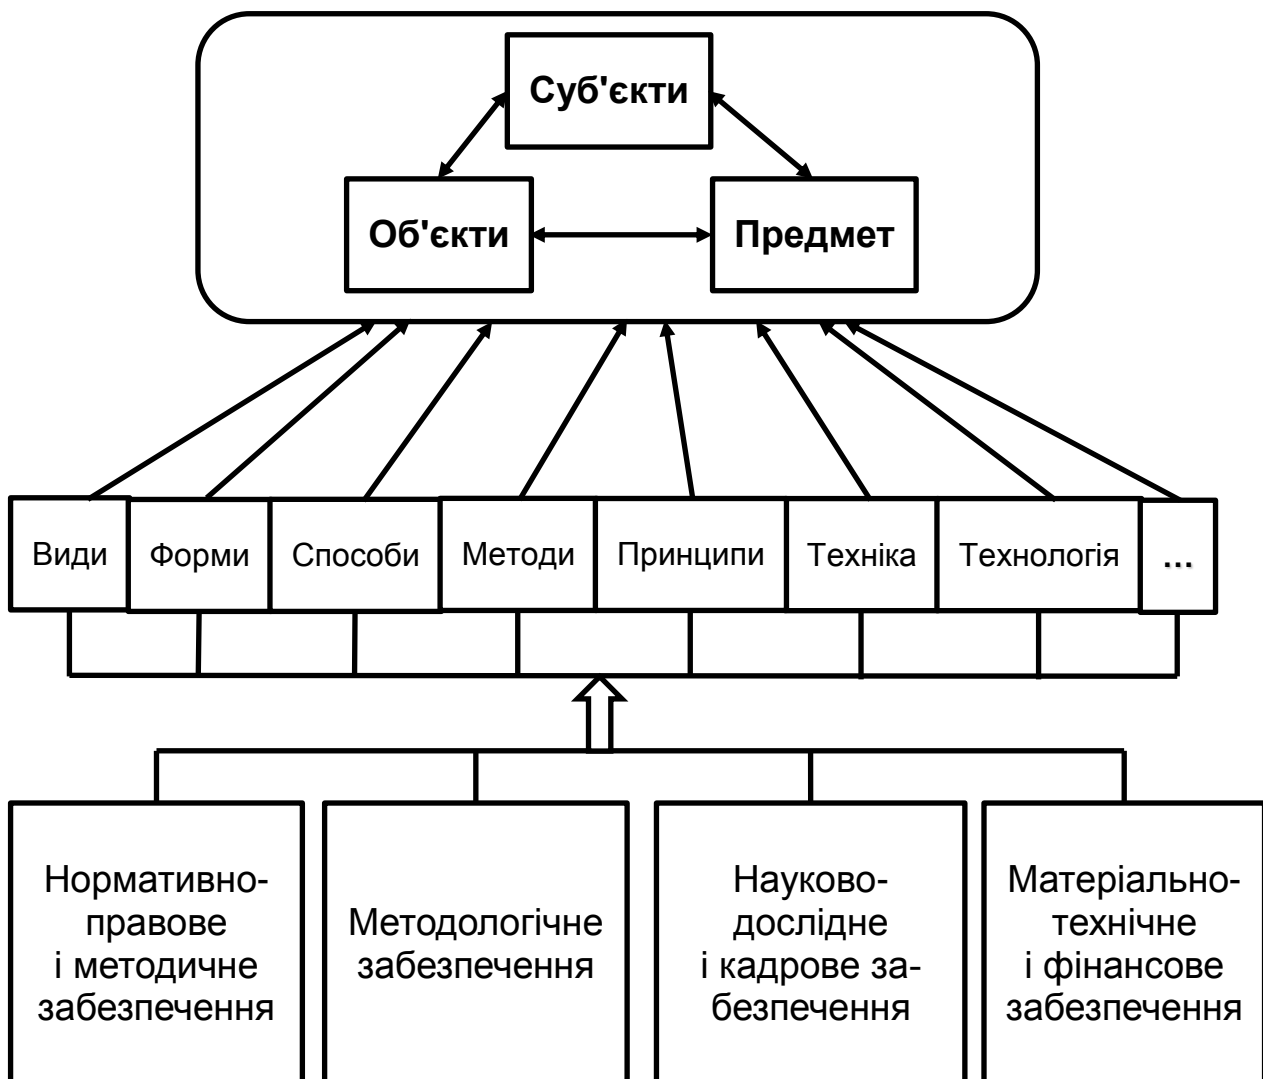 Суб'єкти
Об'єкти
Предмет
Види
Форми
Способи
Методи
Принципи
Техніка
Технологія
...
Нормативно-
правове
і методичне
забезпечення
Методологічне
забезпечення
Науково-
дослідне
і кадрове за-
безпечення
Матеріально-
технічне
і фінансове
забезпечення